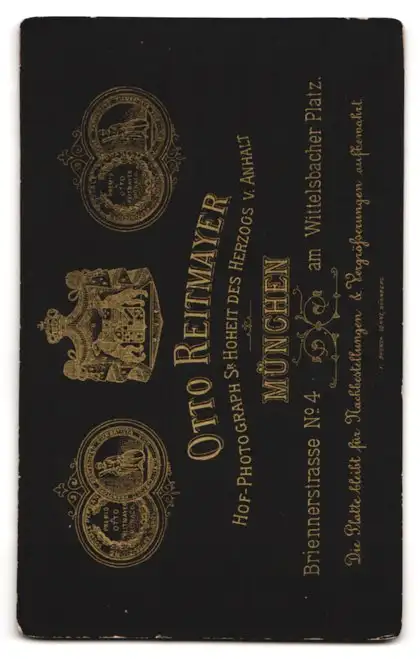 OTTO REITMAYER
HOF-PHOTOGRAPH Sr. HOHEIT DES HERZOGS V. ANHALT
MÜNCHEN
Briennerstrasse No. 4 am Wittelsbacher Platz.
Die Platte bleibt für Nachbestellungen & Vergrößerungen aufbewahrt.